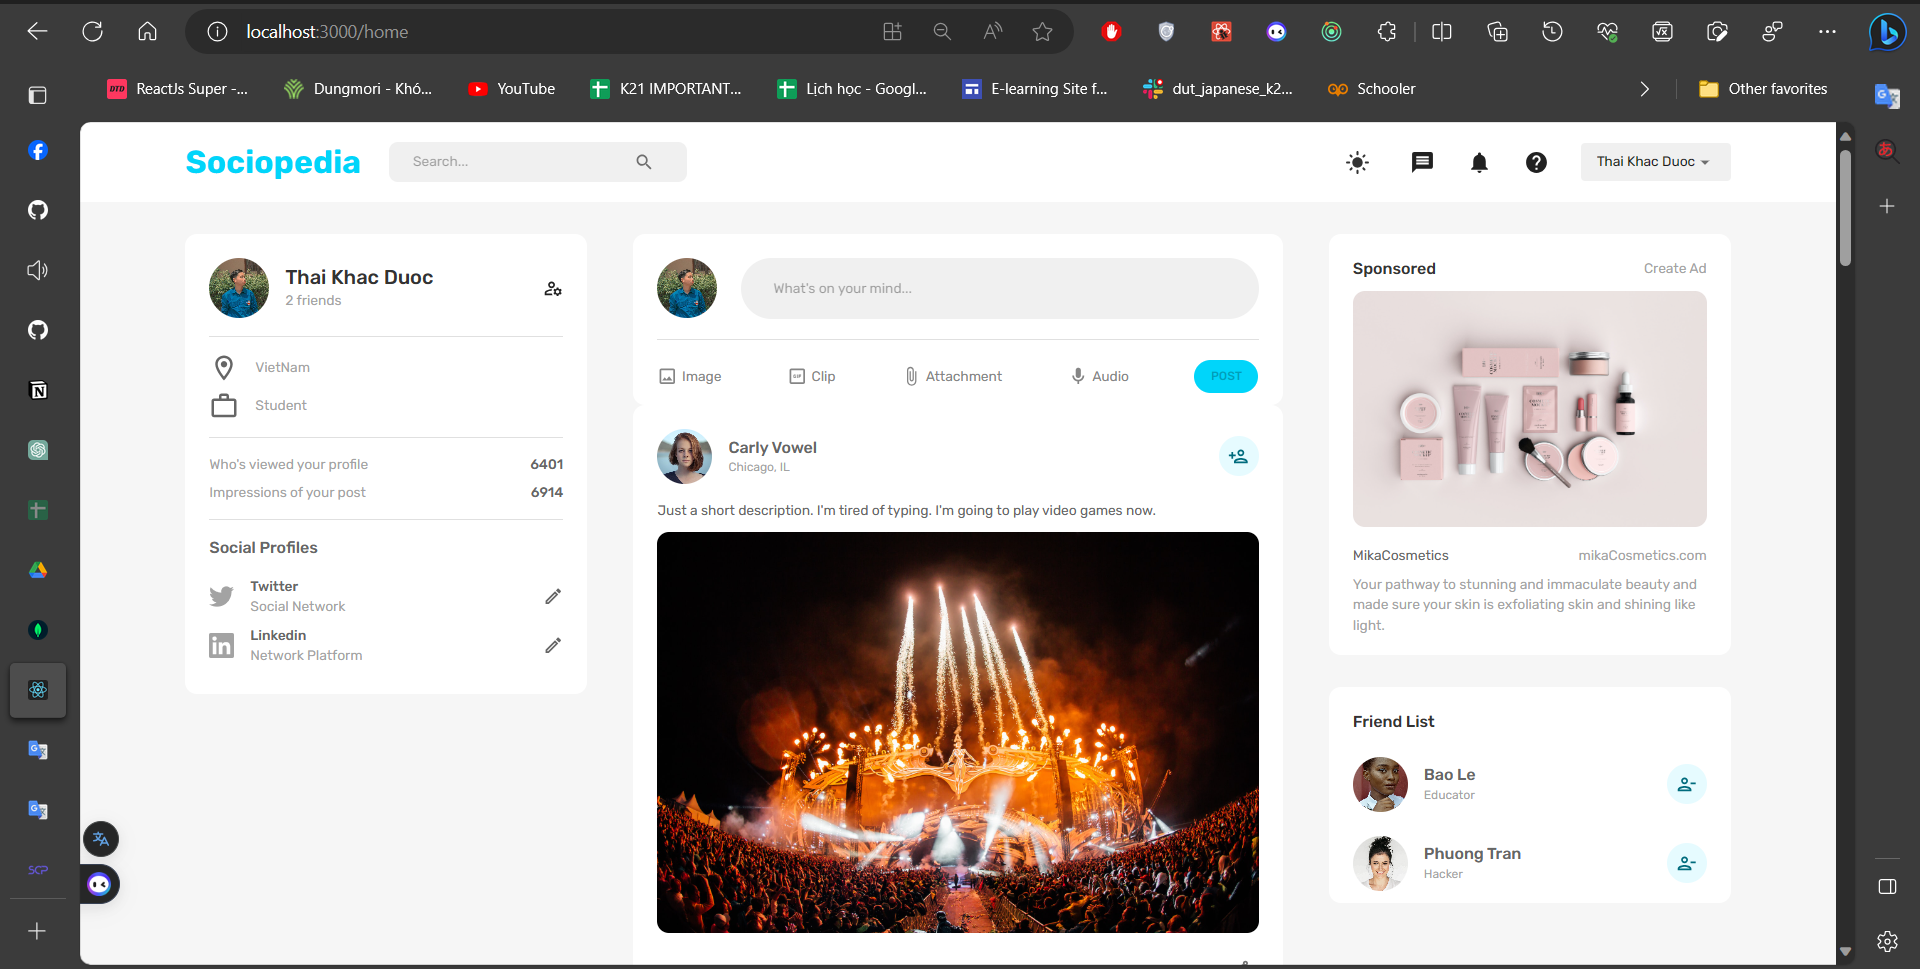 localhost:3000/home
ReactJs Super -...
Dungmori - Khó...
YouTube
K21 IMPORTANT...
Lịch học - Googl...
E-learning Site f...
dut_japanese_k2...
Schooler
Other favorites
Sociopedia
Search...
Thai Khac Duoc
Thai Khac Duoc
2 friends
VietNam
Student
Who's viewed your profile 6401
Impressions of your post 6914
Social Profiles
Twitter
Social Network
Linkedin
Network Platform
What's on your mind...
Image
Clip
Attachment
Audio
POST
Carly Vowel
Chicago, IL
Just a short description. I'm tired of typing. I'm going to play video games now.
Sponsored
Create Ad
MikaCosmetics
mikaCosmetics.com
Your pathway to stunning and immaculate beauty and
made sure your skin is exfoliating skin and shining like
light.
Friend List
Bao Le
Educator
Phuong Tran
Hacker
SCP